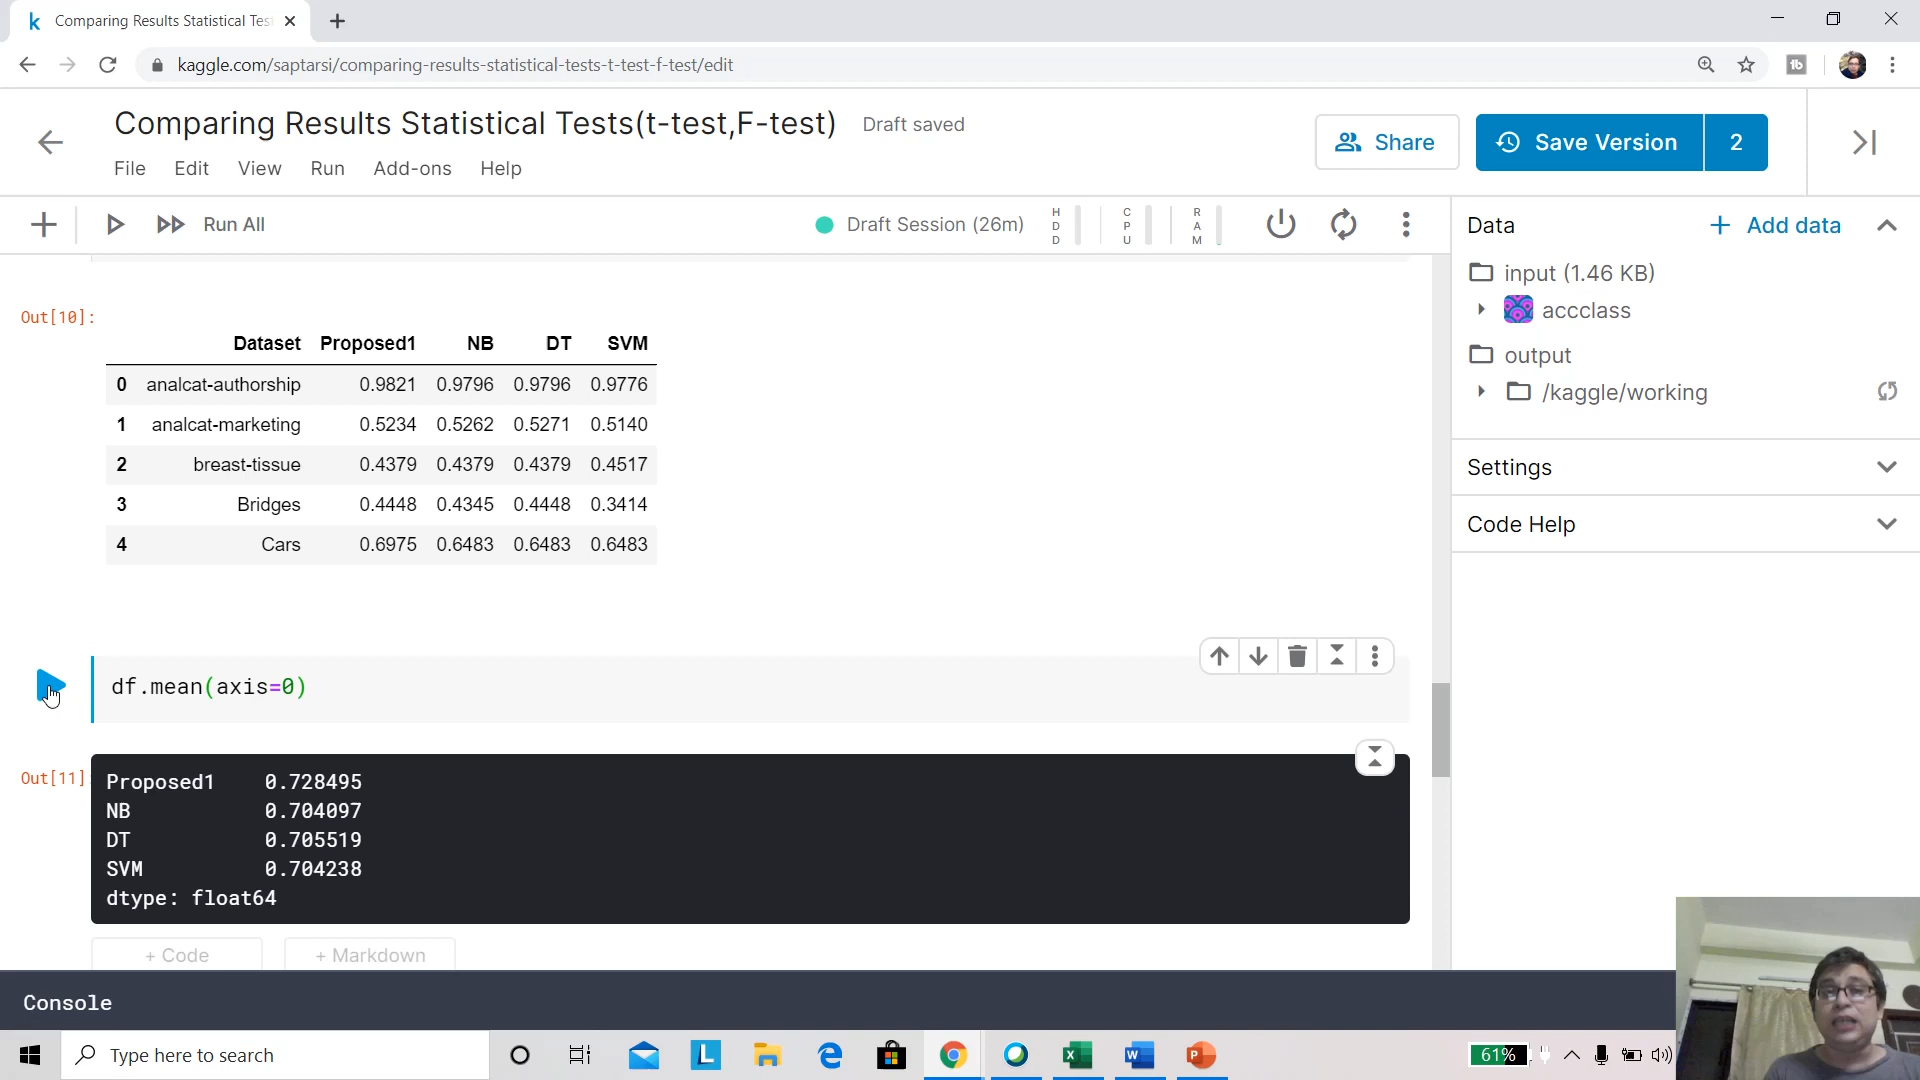 Comparing Results Statistical Tes
kaggle.com/saptarsi/comparing-results-statistical-tests-t-test-f-test/edit
Comparing Results Statistical Tests(t-test,F-test) Draft saved
Share
Save Version 2
File Edit View Run Add-ons Help
Run All
Draft Session (26m)
HDD
CPU
RAM
Data
Add data
input (1.46 KB)
accclass
output
/kaggle/working
Settings
Code Help
Out[10]:
Dataset Proposed1 NB DT SVM
0 analcat-authorship 0.9821 0.9796 0.9796 0.9776
1 analcat-marketing 0.5234 0.5262 0.5271 0.5140
2 breast-tissue 0.4379 0.4379 0.4379 0.4517
3 Bridges 0.4448 0.4345 0.4448 0.3414
4 Cars 0.6975 0.6483 0.6483 0.6483
df.mean(axis=0)
Out[11]
Proposed1 0.728495
NB 0.704097
DT 0.705519
SVM 0.704238
dtype: float64
+ Code
+ Markdown
Console
Type here to search
61%